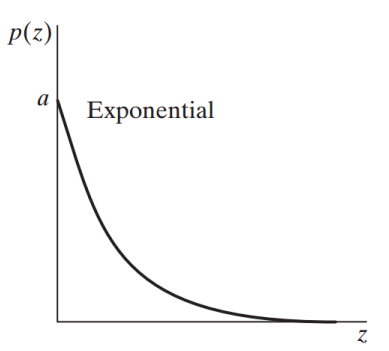 p(z)
a
Exponential
z